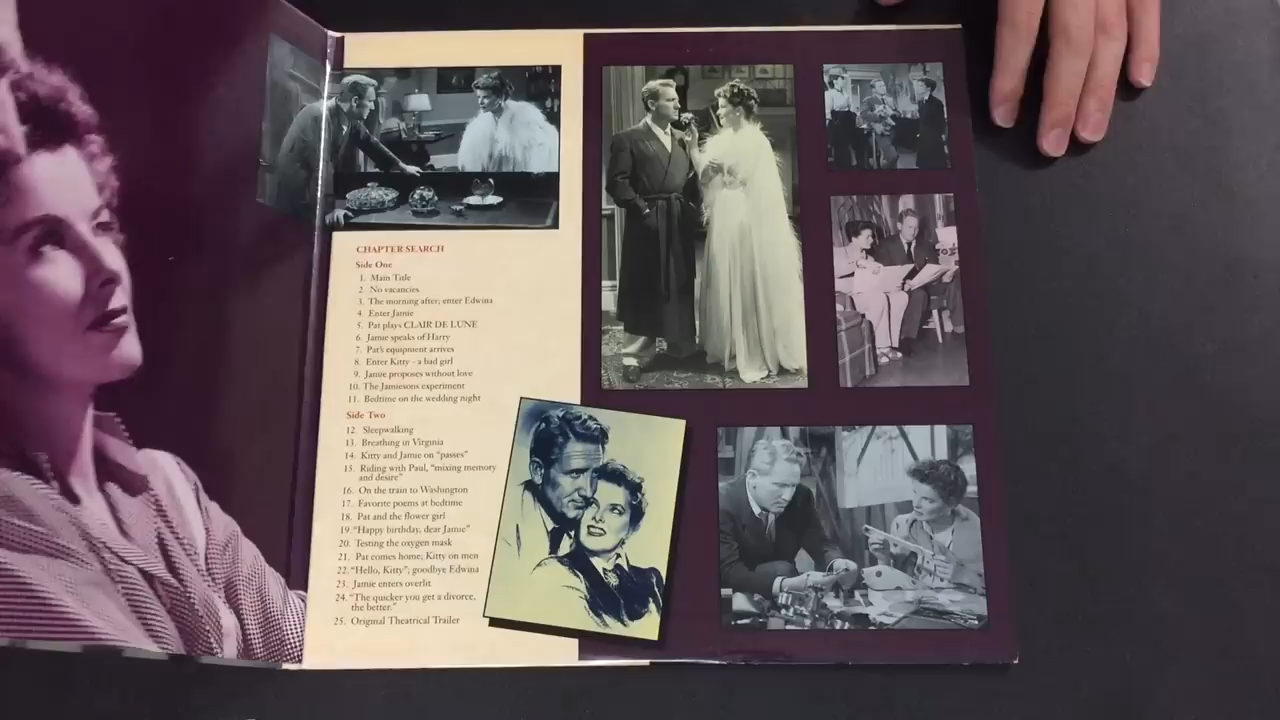 CHAPTER SEARCH
Side One
1. Main Title
2. No vacancies
3. The morning after; enter Edwina
4. Enter Jamie
5. Pat plays CLAIR DE LUNE
6. Jamie speaks of Harry
7. Pat's equipment arrives
8. Enter Kitty - a bad girl
9. Jamie proposes without love
10. The Jamiesons experiment
11. Bedtime on the wedding night
Side Two
12. Sleepwalking
13. Breathing in Virginia
14. Kitty and Jamie on "passes"
15. Riding with Paul, "mixing memory
and desire"
16. On the train to Washington
17. Favorite poems at bedtime
18. Pat and the flower girl
19. "Happy birthday, dear Jamie"
20. Testing the oxygen mask
21. Pat comes home; Kitty on men
22. "Hello, Kitty"; goodbye Edwina
23. Jamie enters overlit
24. "The quicker you get a divorce,
the better."
25. Original Theatrical Trailer